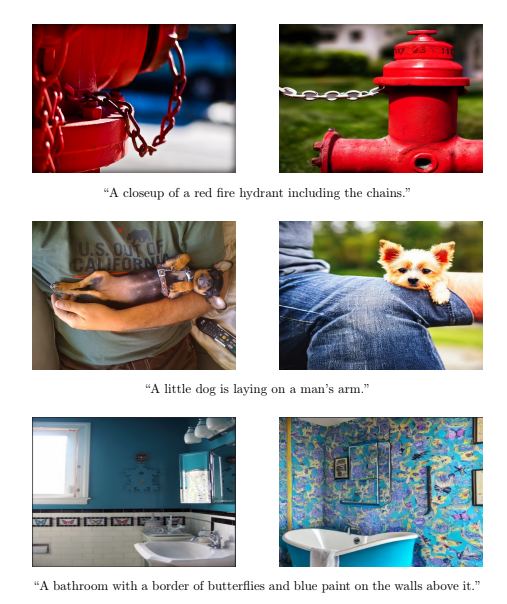 “A closeup of a red fire hydrant including the chains.”
U.S. OUT OF
CALIFORNIA
“A little dog is laying on a man’s arm.”
“A bathroom with a border of butterflies and blue paint on the walls above it.”